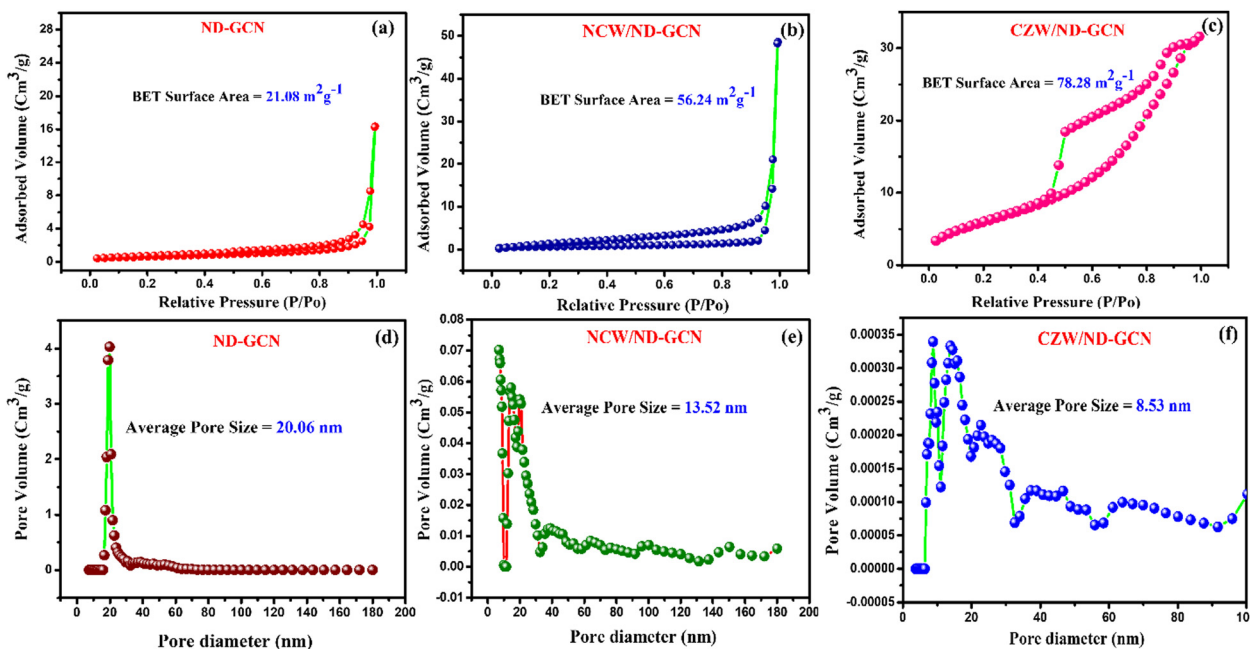 ND-GCN
(a)
BET Surface Area = 21.08 m²g⁻¹
Adsorbed Volume (Cm³/g)
28
24
20
16
12
8
4
0
0.0 0.2 0.4 0.6 0.8 1.0
Relative Pressure (P/Po)
NCW/ND-GCN
(b)
BET Surface Area = 56.24 m²g⁻¹
Adsorbed Volume (Cm³/g)
50
40
30
20
10
0
0.0 0.2 0.4 0.6 0.8 1.0
Relative Pressure (P/Po)
CZW/ND-GCN
(c)
BET Surface Area = 78.28 m²g⁻¹
Adsorbed Volume (Cm³/g)
30
20
10
0
0.0 0.2 0.4 0.6 0.8 1.0
Relative Pressure (P/Po)
ND-GCN
(d)
Average Pore Size = 20.06 nm
Pore Volume (Cm³/g)
4
3
2
1
0
0 20 40 60 80 100 120 140 160 180 200
Pore diameter (nm)
NCW/ND-GCN
(e)
Average Pore Size = 13.52 nm
Pore Volume (Cm³/g)
0.08
0.07
0.06
0.05
0.04
0.03
0.02
0.01
0.00
-0.01
0 20 40 60 80 100 120 140 160 180 200
Pore diameter (nm)
CZW/ND-GCN
(f)
Average Pore Size = 8.53 nm
Pore Volume (Cm³/g)
0.00035
0.00030
0.00025
0.00020
0.00015
0.00010
0.00005
0.00000
-0.00005
0 10 20 30 40 50 60 70 80 90
Pore diameter (nm)